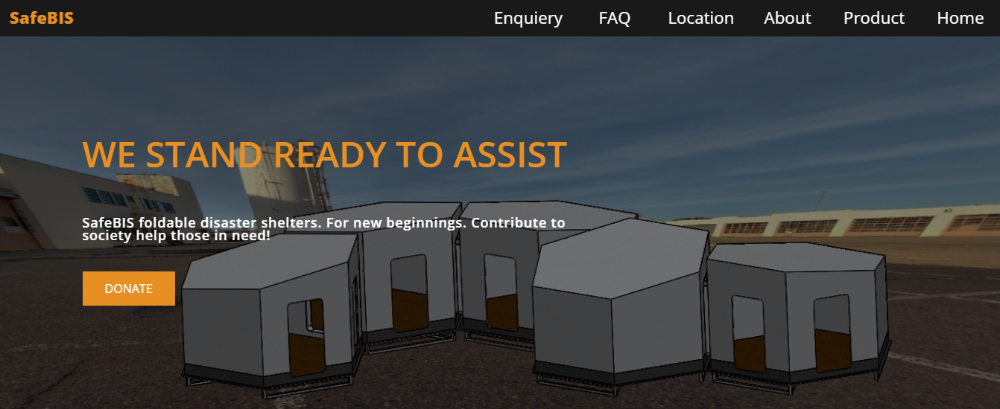 SafeBIS
Enquiery FAQ Location About Product Home
WE STAND READY TO ASSIST
SafeBIS foldable disaster shelters. For new beginnings. Contribute to
society help those in need!
DONATE